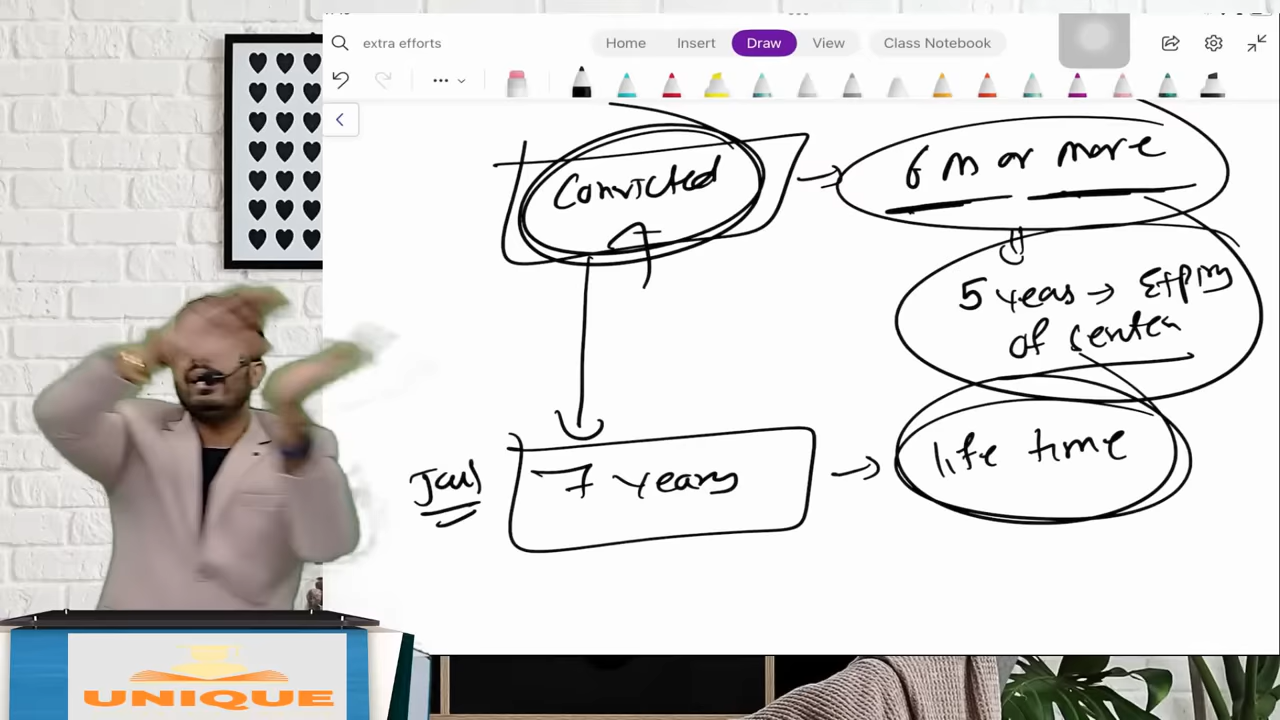 extra efforts
Home Insert Draw View Class Notebook
Convicted
6 m or more
5 years → Expiry
of senten
Jail
7 years
life time
UNIQUE